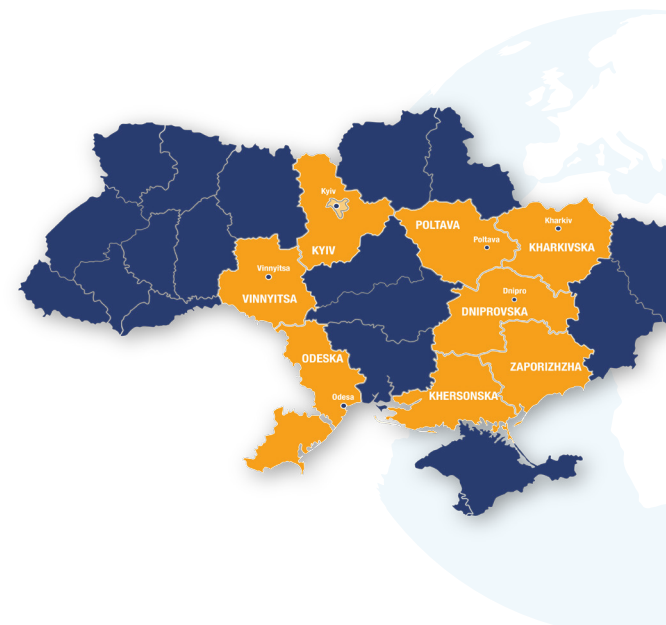 Kyiv
KYIV
POLTAVA
Poltava
Kharkiv
KHARKIVSKA
Vinnyitsa
VINNYITSA
Dnipro
DNIPROVSKA
ODESKA
Odesa
ZAPORIZHZHA
KHERSONSKA